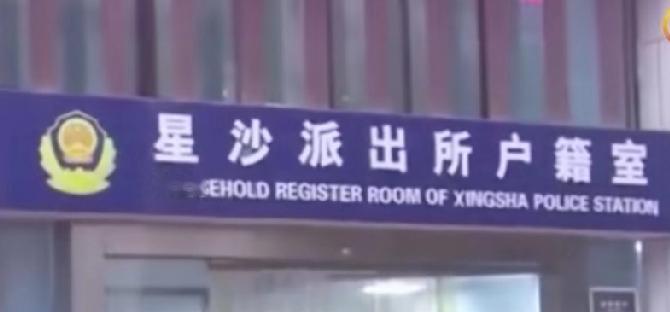 星沙派出所户籍室
REGISTER ROOM OF XINGSHA POLICE STATION